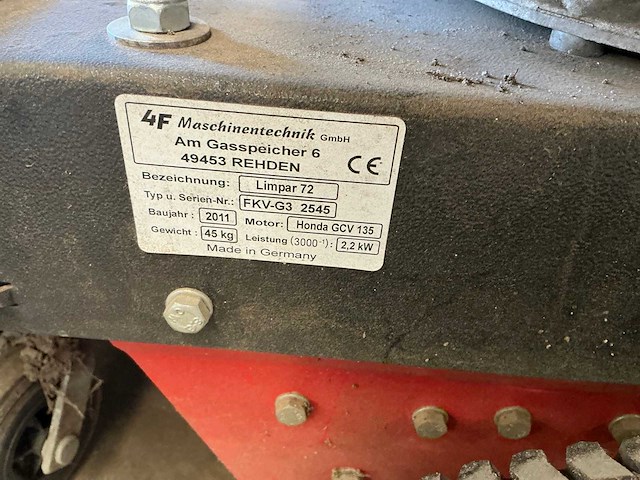 4F Maschinentechnik GmbH
Am Gasspeicher 6
49453 REHDEN
CE
Bezeichnung: Limpar 72
Typ u. Serien-Nr.: FKV-G3 2545
Baujahr : 2011 Motor: Honda GCV 135
Gewicht : 45 kg Leistung (3000⁻¹): 2,2 kW
Made in Germany